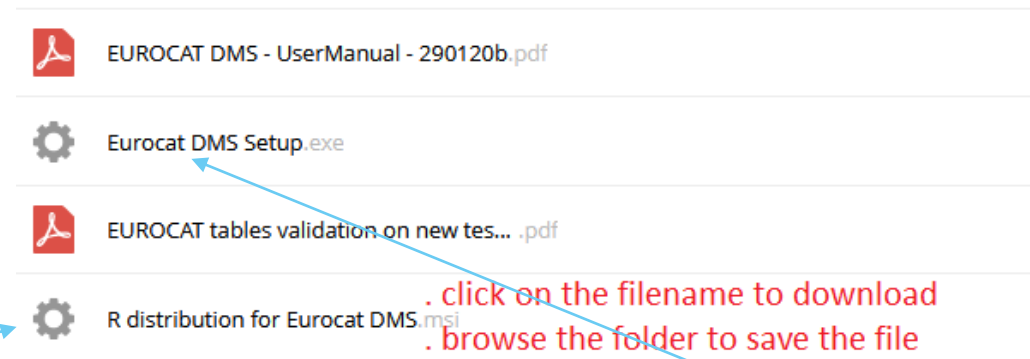 EUROCAT DMS - UserManual - 290120b.pdf
Eurocat DMS Setup.exe
EUROCAT tables validation on new tes... .pdf
R distribution for Eurocat DMS.msi
. click on the filename to download
. browse the folder to save the file